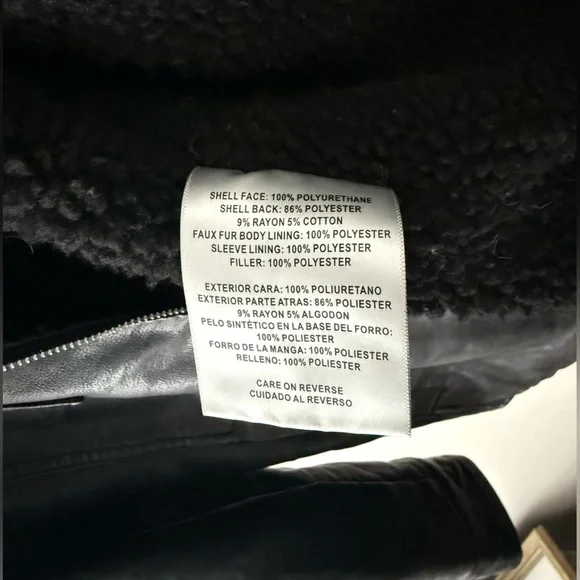 SHELL FACE: 100% POLYURETHANE
SHELL BACK: 86% POLYESTER
9% RAYON 5% COTTON
FAUX FUR BODY LINING: 100% POLYESTER
SLEEVE LINING: 100% POLYESTER
FILLER: 100% POLYESTER
EXTERIOR CARA: 100% POLIURETANO
EXTERIOR PARTE ATRAS: 86% POLIESTER
9% RAYON 5% ALGODON
PELO SINTÉTICO EN LA BASE DEL FORRO:
100% POLIESTER
FORRO DE LA MANGA: 100% POLIESTER
RELLENO: 100% POLIESTER
CARE ON REVERSE
CUIDADO AL REVERSO